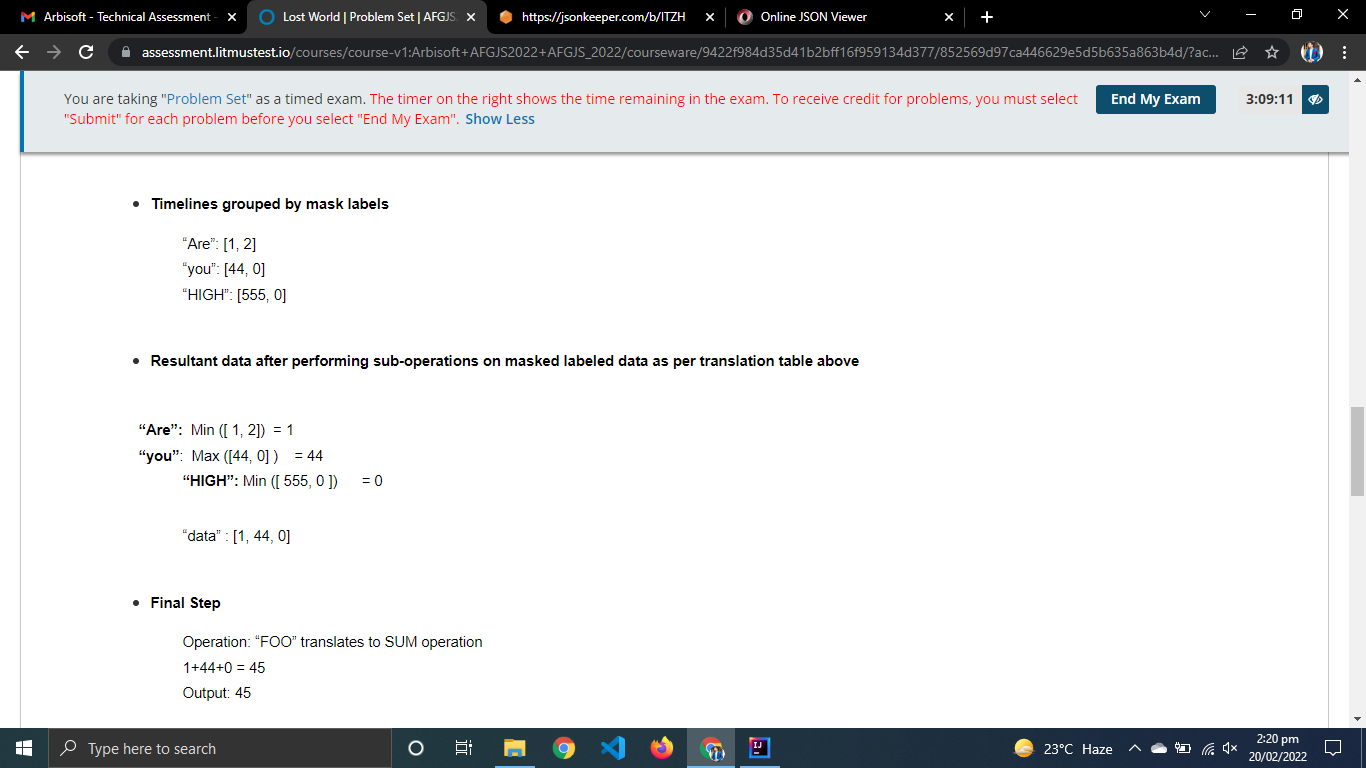 Arbisoft - Technical Assessment -
Lost World | Problem Set | AFGJS
https://jsonkeeper.com/b/ITZH
Online JSON Viewer
assessment.litmustest.io/courses/course-v1:Arbisoft+AFGJS2022+AFGJS_2022/courseware/9422f984d35d41b2bff16f959134d377/852569d97ca446629e5d5b635a863b4d/?ac...
You are taking "Problem Set" as a timed exam. The timer on the right shows the time remaining in the exam. To receive credit for problems, you must select
"Submit" for each problem before you select "End My Exam". Show Less
End My Exam
3:09:11
• Timelines grouped by mask labels
“Are”: [1, 2]
“you”: [44, 0]
“HIGH”: [555, 0]
• Resultant data after performing sub-operations on masked labeled data as per translation table above
“Are”: Min ([ 1, 2]) = 1
“you”: Max ([44, 0] ) = 44
“HIGH”: Min ([ 555, 0 ]) = 0
“data” : [1, 44, 0]
• Final Step
Operation: “FOO” translates to SUM operation
1+44+0 = 45
Output: 45
Type here to search
23°C Haze
2:20 pm
20/02/2022